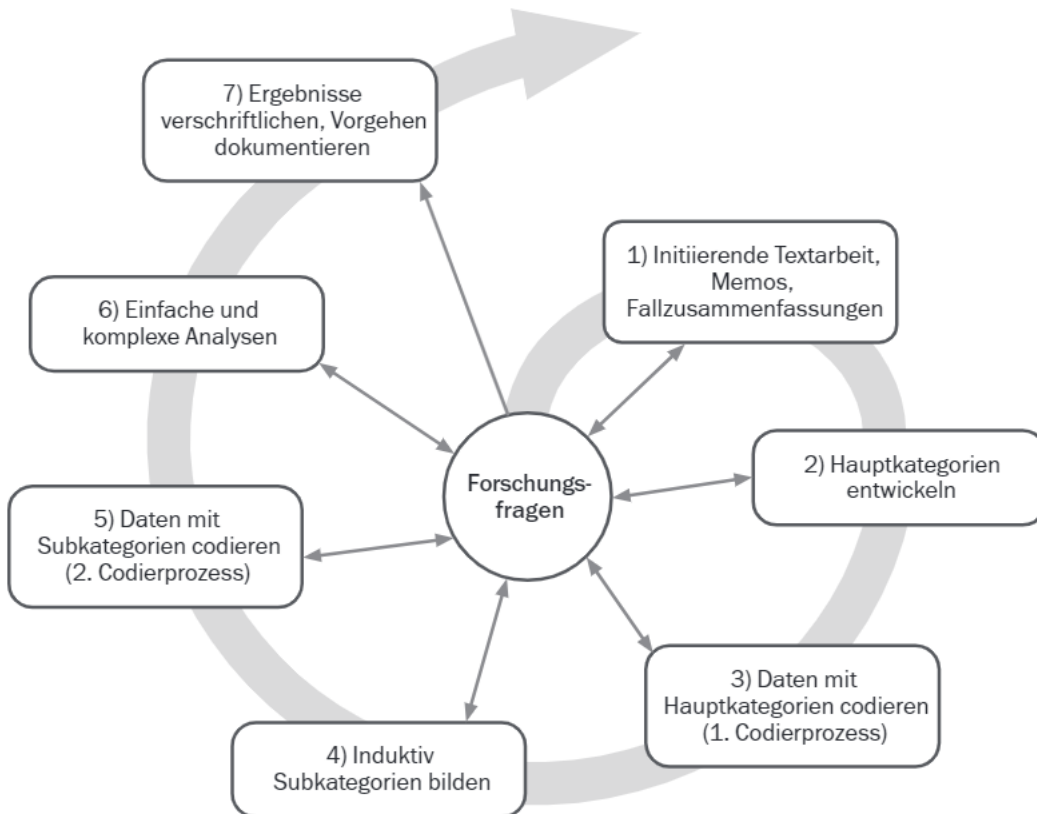 7) Ergebnisse
verschriftlichen, Vorgehen
dokumentieren
1) Initiierende Textarbeit,
Memos,
Fallzusammenfassungen
6) Einfache und
komplexe Analysen
2) Hauptkategorien
entwickeln
Forschungs-
fragen
5) Daten mit
Subkategorien codieren
(2. Codierprozess)
3) Daten mit
Hauptkategorien codieren
(1. Codierprozess)
4) Induktiv
Subkategorien bilden